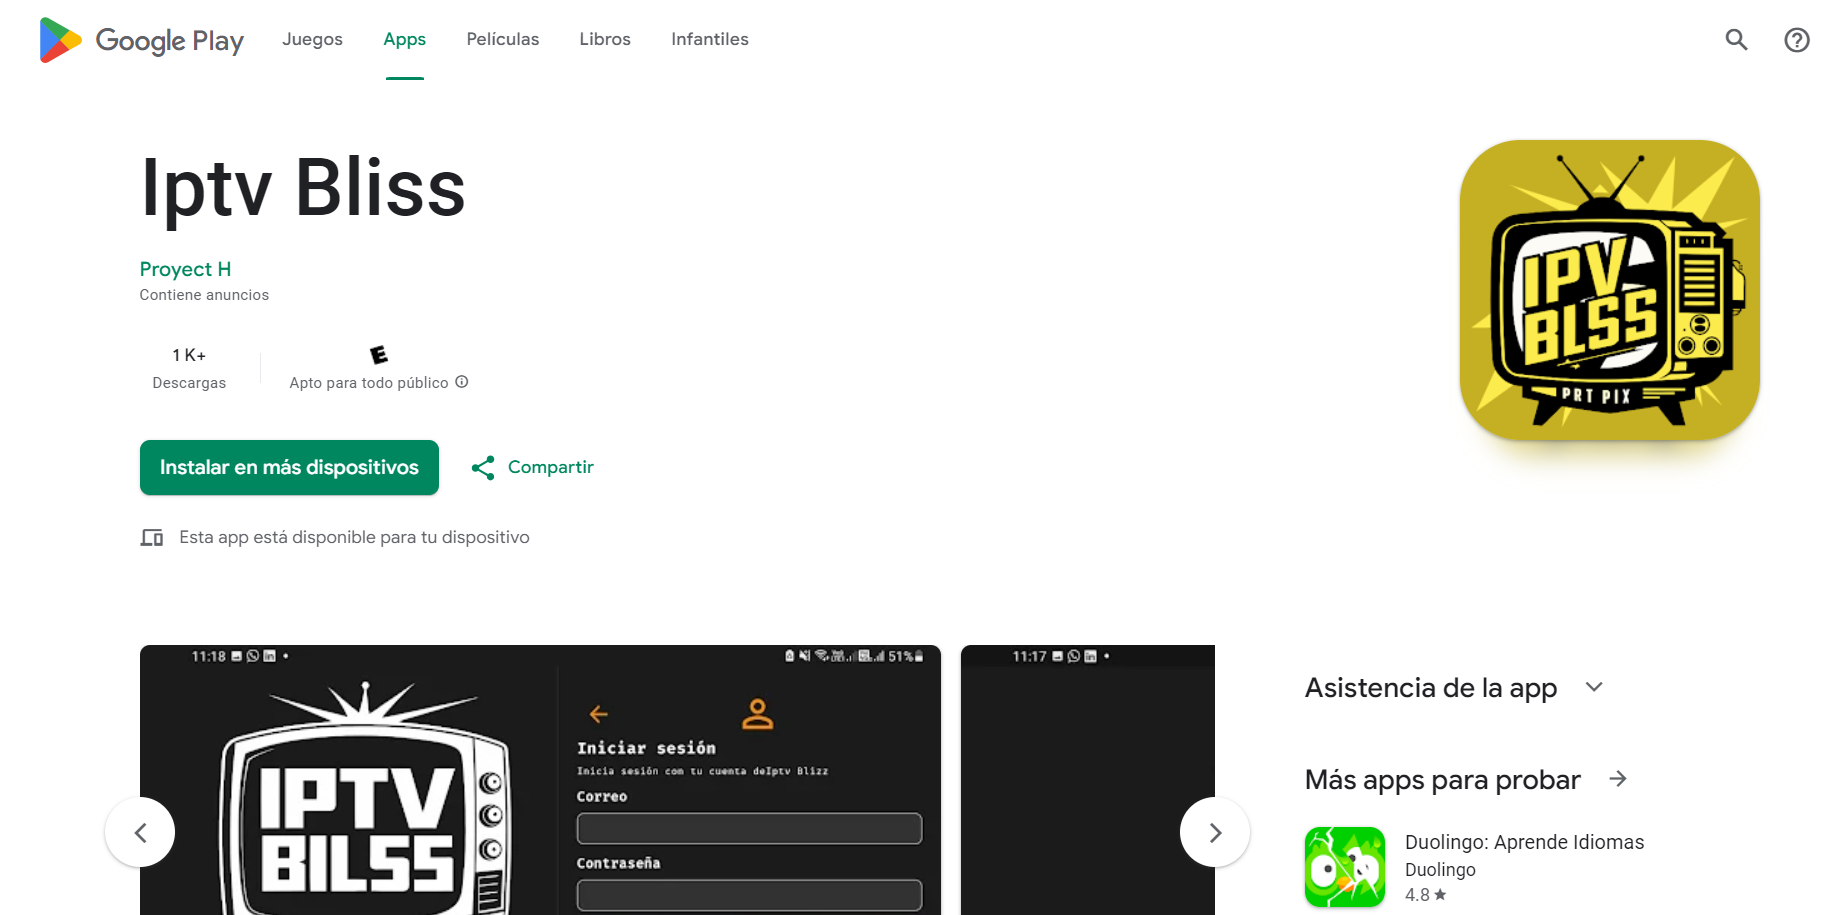 Google Play
Juegos
Apps
Películas
Libros
Infantiles
Iptv Bliss
Proyect H
Contiene anuncios
1 K+
Descargas
E
Apto para todo público
Instalar en más dispositivos
Compartir
Esta app está disponible para tu dispositivo
IPV
BLSS
PRT PIX
11:18
51%
IPTV
BILSS
Iniciar sesión
Inicia sesión con tu cuenta deIptv Blizz
Correo
Contraseña
11:17
Asistencia de la app
Más apps para probar
Duolingo: Aprende Idiomas
Duolingo
4.8